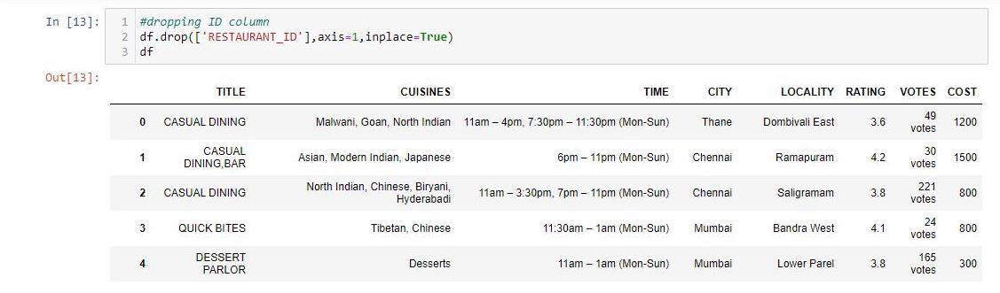 In [13]:
1 #dropping ID column
2 df.drop(['RESTAURANT_ID'],axis=1,inplace=True)
3 df
Out[13]:
TITLE CUISINES TIME CITY LOCALITY RATING VOTES COST
0 CASUAL DINING Malwani, Goan, North Indian 11am – 4pm, 7:30pm – 11:30pm (Mon-Sun) Thane Dombivali East 3.6 49 votes 1200
1 CASUAL DINING,BAR Asian, Modern Indian, Japanese 6pm – 11pm (Mon-Sun) Chennai Ramapuram 4.2 30 votes 1500
2 CASUAL DINING North Indian, Chinese, Biryani, Hyderabadi 11am – 3:30pm, 7pm – 11pm (Mon-Sun) Chennai Saligramam 3.8 221 votes 800
3 QUICK BITES Tibetan, Chinese 11:30am – 1am (Mon-Sun) Mumbai Bandra West 4.1 24 votes 800
4 DESSERT PARLOR Desserts 11am – 1am (Mon-Sun) Mumbai Lower Parel 3.8 165 votes 300